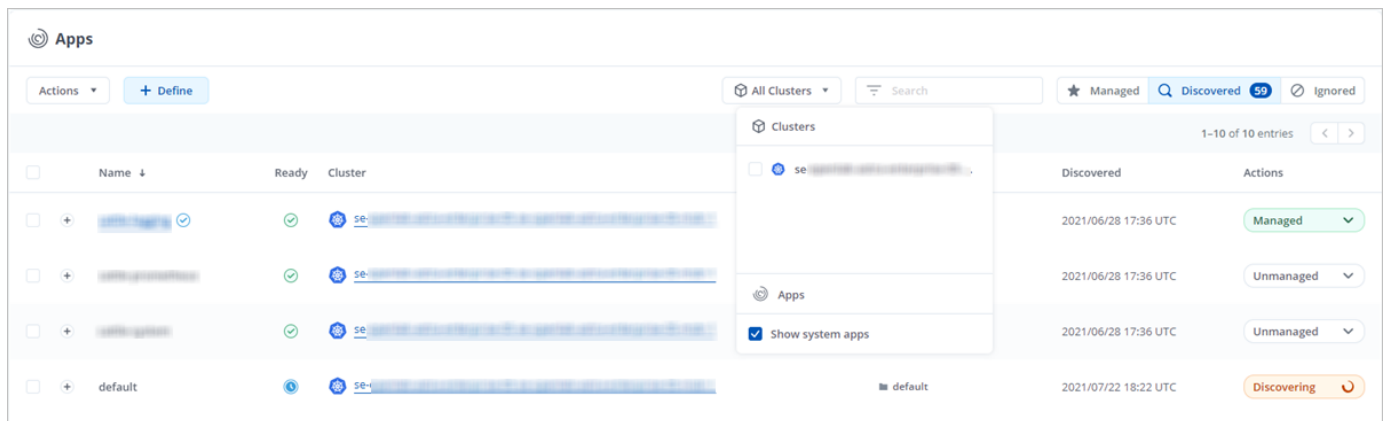 Apps
Actions + Define All Clusters Search Managed Discovered 59 Ignored
Clusters
1–10 of 10 entries
se
Name Ready Cluster Discovered Actions
se- 2021/06/28 17:36 UTC Managed
se- 2021/06/28 17:36 UTC Unmanaged
Apps
se 2021/06/28 17:36 UTC Unmanaged
Show system apps
default se- default 2021/07/22 18:22 UTC Discovering